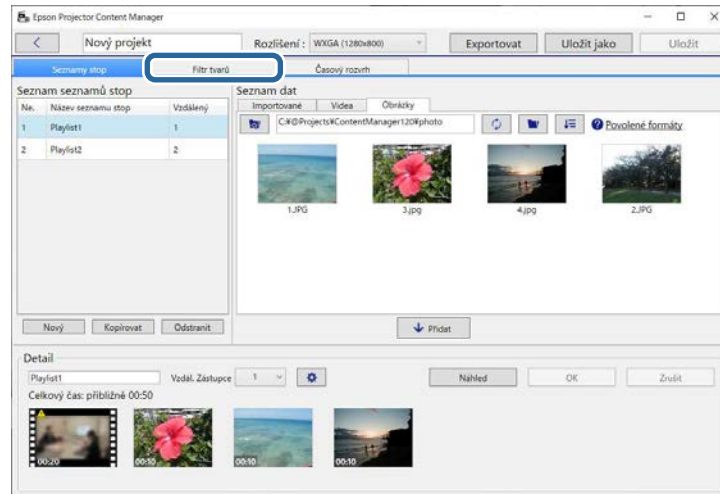 Epson Projector Content Manager
Nový projekt Rozlišení : WXGA (1280x800) Exportovat Uložit jako Uložit
Seznamy stop Filtr tvarů Časový rozvrh
Seznam seznamů stop Seznam dat
Ne. Název seznamu stop Vzdálený Importované Videa Obrázky
1 Playlist1 1 C:¥@Projects¥ContentManager120¥photo Povolené formáty
2 Playlist2 2
1.JPG 3.jpg 4.jpg 2.JPG
Nový Kopírovat Odstranit Přidat
Detail
Playlist1 Vzdál. Zástupce 1 Náhled OK Zrušit
Celkový čas: přibližně 00:50
00:20 00:10 00:10 00:10